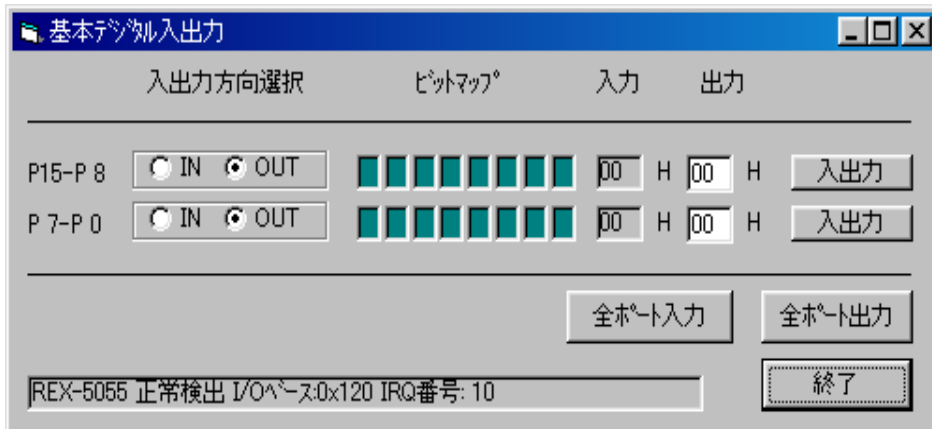 基本ﾃﾞｼﾞﾀﾙ入出力
入出力方向選択 ﾋﾞｯﾄﾏｯﾌﾟ 入力 出力
P15-P 8 IN OUT 00 H 00 H 入出力
P 7-P 0 IN OUT 00 H 00 H 入出力
全ﾎﾟｰﾄ入力 全ﾎﾟｰﾄ出力
REX-5055 正常検出 I/Oﾍﾞｰｽ:0x120 IRQ番号: 10 終了